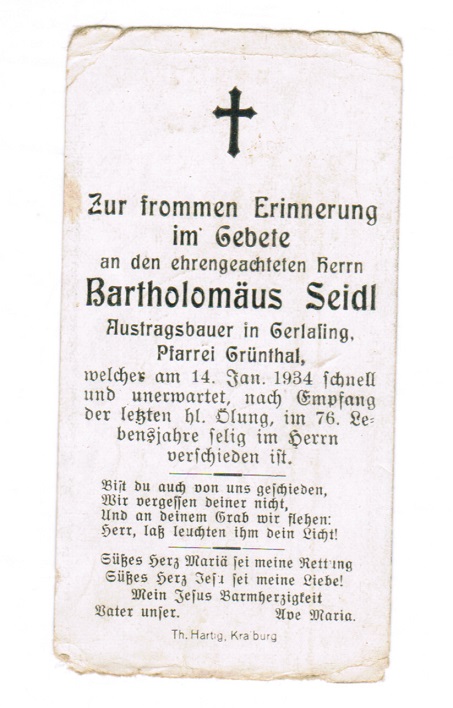 Zur frommen Erinnerung
im Gebete
an den ehrengeachteten Herrn
Bartholomäus Seidl
Austragsbauer in Gerlasing,
Pfarrei Grünthal,
welcher am 14. Jan. 1934 schnell
und unerwartet, nach Empfang
der letzten hl. Ölung, im 76. Le-
bensjahre selig im Herrn
verschieden ist.
Bist du auch von uns geschieden,
Wir vergessen deiner nicht,
Und an deinem Grab wir flehen:
Herr, laß leuchten ihm dein Licht!
Süßes Herz Mariä sei meine Rettung
Süßes Herz Jesu sei meine Liebe!
Mein Jesus Barmherzigkeit
Vater unser. Ave Maria.
Th. Hartig, Kraiburg